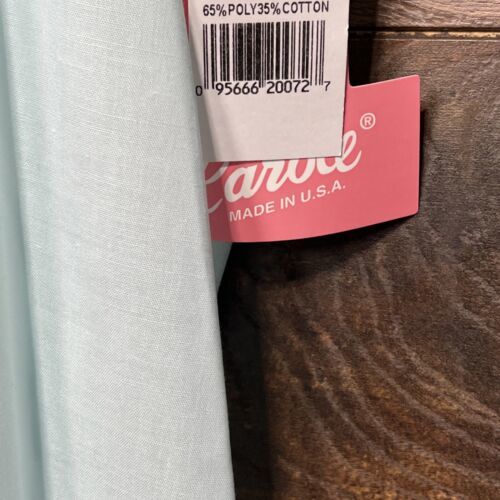 65%POLY35%COTTON
0 95666 20072 7
Carole®
MADE IN U.S.A.